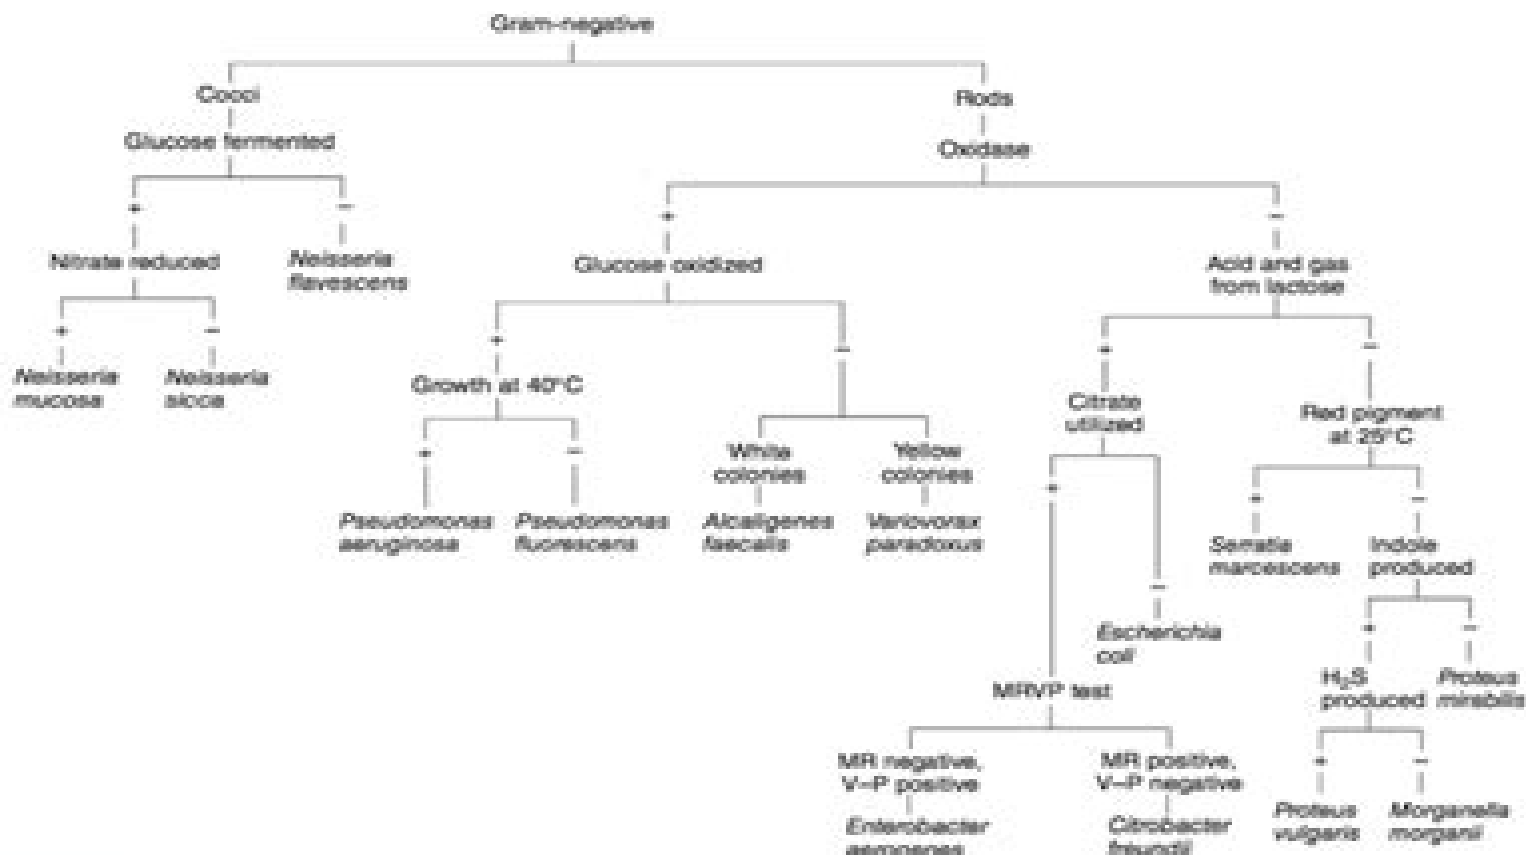 Gram-negative
Cocci
Rods
Glucose fermented
Oxidase
+
−
+
−
Nitrate reduced
Neisseria
flavescens
Glucose oxidized
Acid and gas
from lactose
+
−
+
−
+
−
Neisseria
mucosa
Neisseria
sicca
Growth at 40°C
Citrate
utilized
Red pigment
at 25°C
+
−
White
colonies
Yellow
colonies
+
−
+
−
Pseudomonas
aeruginosa
Pseudomonas
fluorescens
Alcaligenes
faecalis
Variovorax
paradoxus
Serratia
marcescens
Indole
produced
Escherichia
coli
+
−
MRVP test
H₂S
produced
Proteus
mirabilis
MR negative,
V–P positive
MR positive,
V–P negative
+
−
Enterobacter
aerogenes
Citrobacter
freundii
Proteus
vulgaris
Morganella
morganii